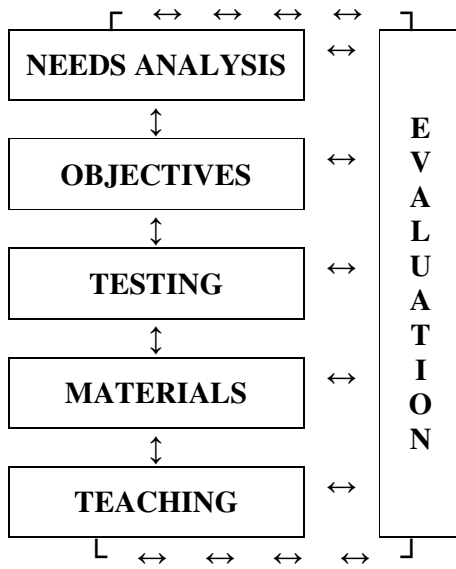 NEEDS ANALYSIS
OBJECTIVES
TESTING
MATERIALS
TEACHING
E
V
A
L
U
A
T
I
O
N